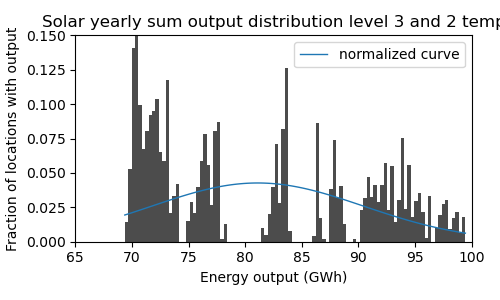 Solar yearly sum output distribution level 3 and 2 temp
normalized curve
Fraction of locations with output
0.150
0.125
0.100
0.075
0.050
0.025
0.000
65 70 75 80 85 90 95 100
Energy output (GWh)